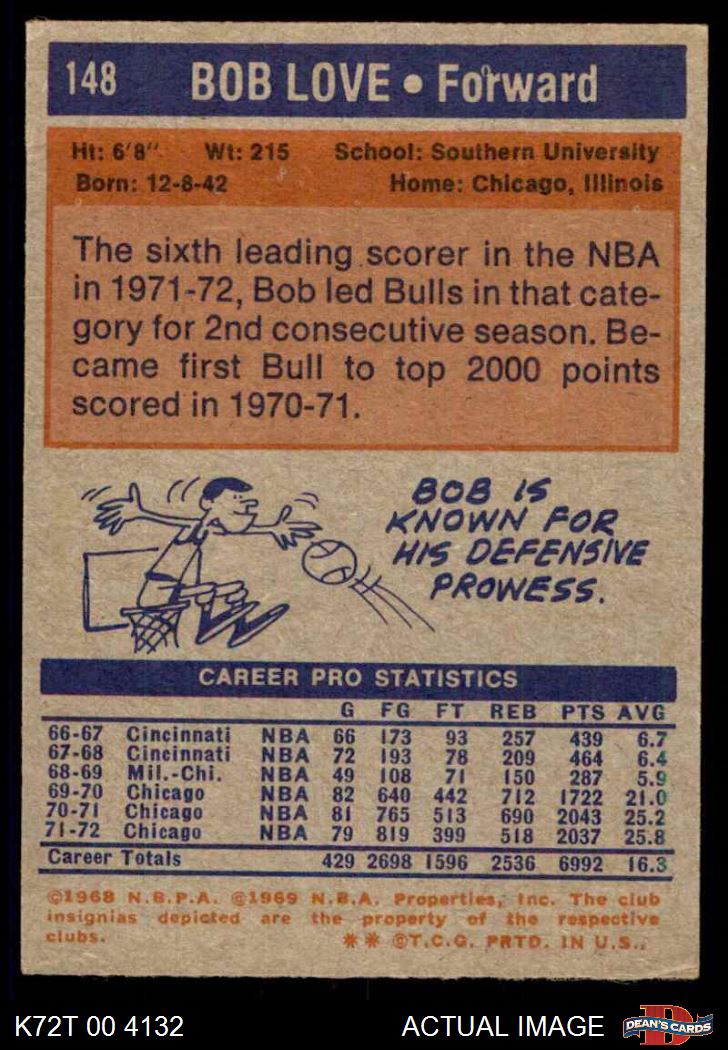 148 BOB LOVE • Forward
Ht: 6'8" Wt: 215 School: Southern University
Born: 12-8-42 Home: Chicago, Illinois
The sixth leading scorer in the NBA
in 1971-72, Bob led Bulls in that cate-
gory for 2nd consecutive season. Be-
came first Bull to top 2000 points
scored in 1970-71.
BOB IS
KNOWN FOR
HIS DEFENSIVE
PROWESS.
CAREER PRO STATISTICS
G FG FT REB PTS AVG
66-67 Cincinnati NBA 66 173 93 257 439 6.7
67-68 Cincinnati NBA 72 193 78 209 464 6.4
68-69 Mil.-Chi. NBA 49 108 71 150 287 5.9
69-70 Chicago NBA 82 640 442 712 1722 21.0
70-71 Chicago NBA 81 765 513 690 2043 25.2
71-72 Chicago NBA 79 819 399 518 2037 25.8
Career Totals 429 2698 1596 2536 6992 16.3
©1968 N.B.P.A. ©1969 N.B.A. Properties, Inc. The club
insignias depicted are the property of the respective
clubs. ** ©T.C.G. PRTD. IN U.S.,
K72T 00 4132 ACTUAL IMAGE D DEAN'S CARDS